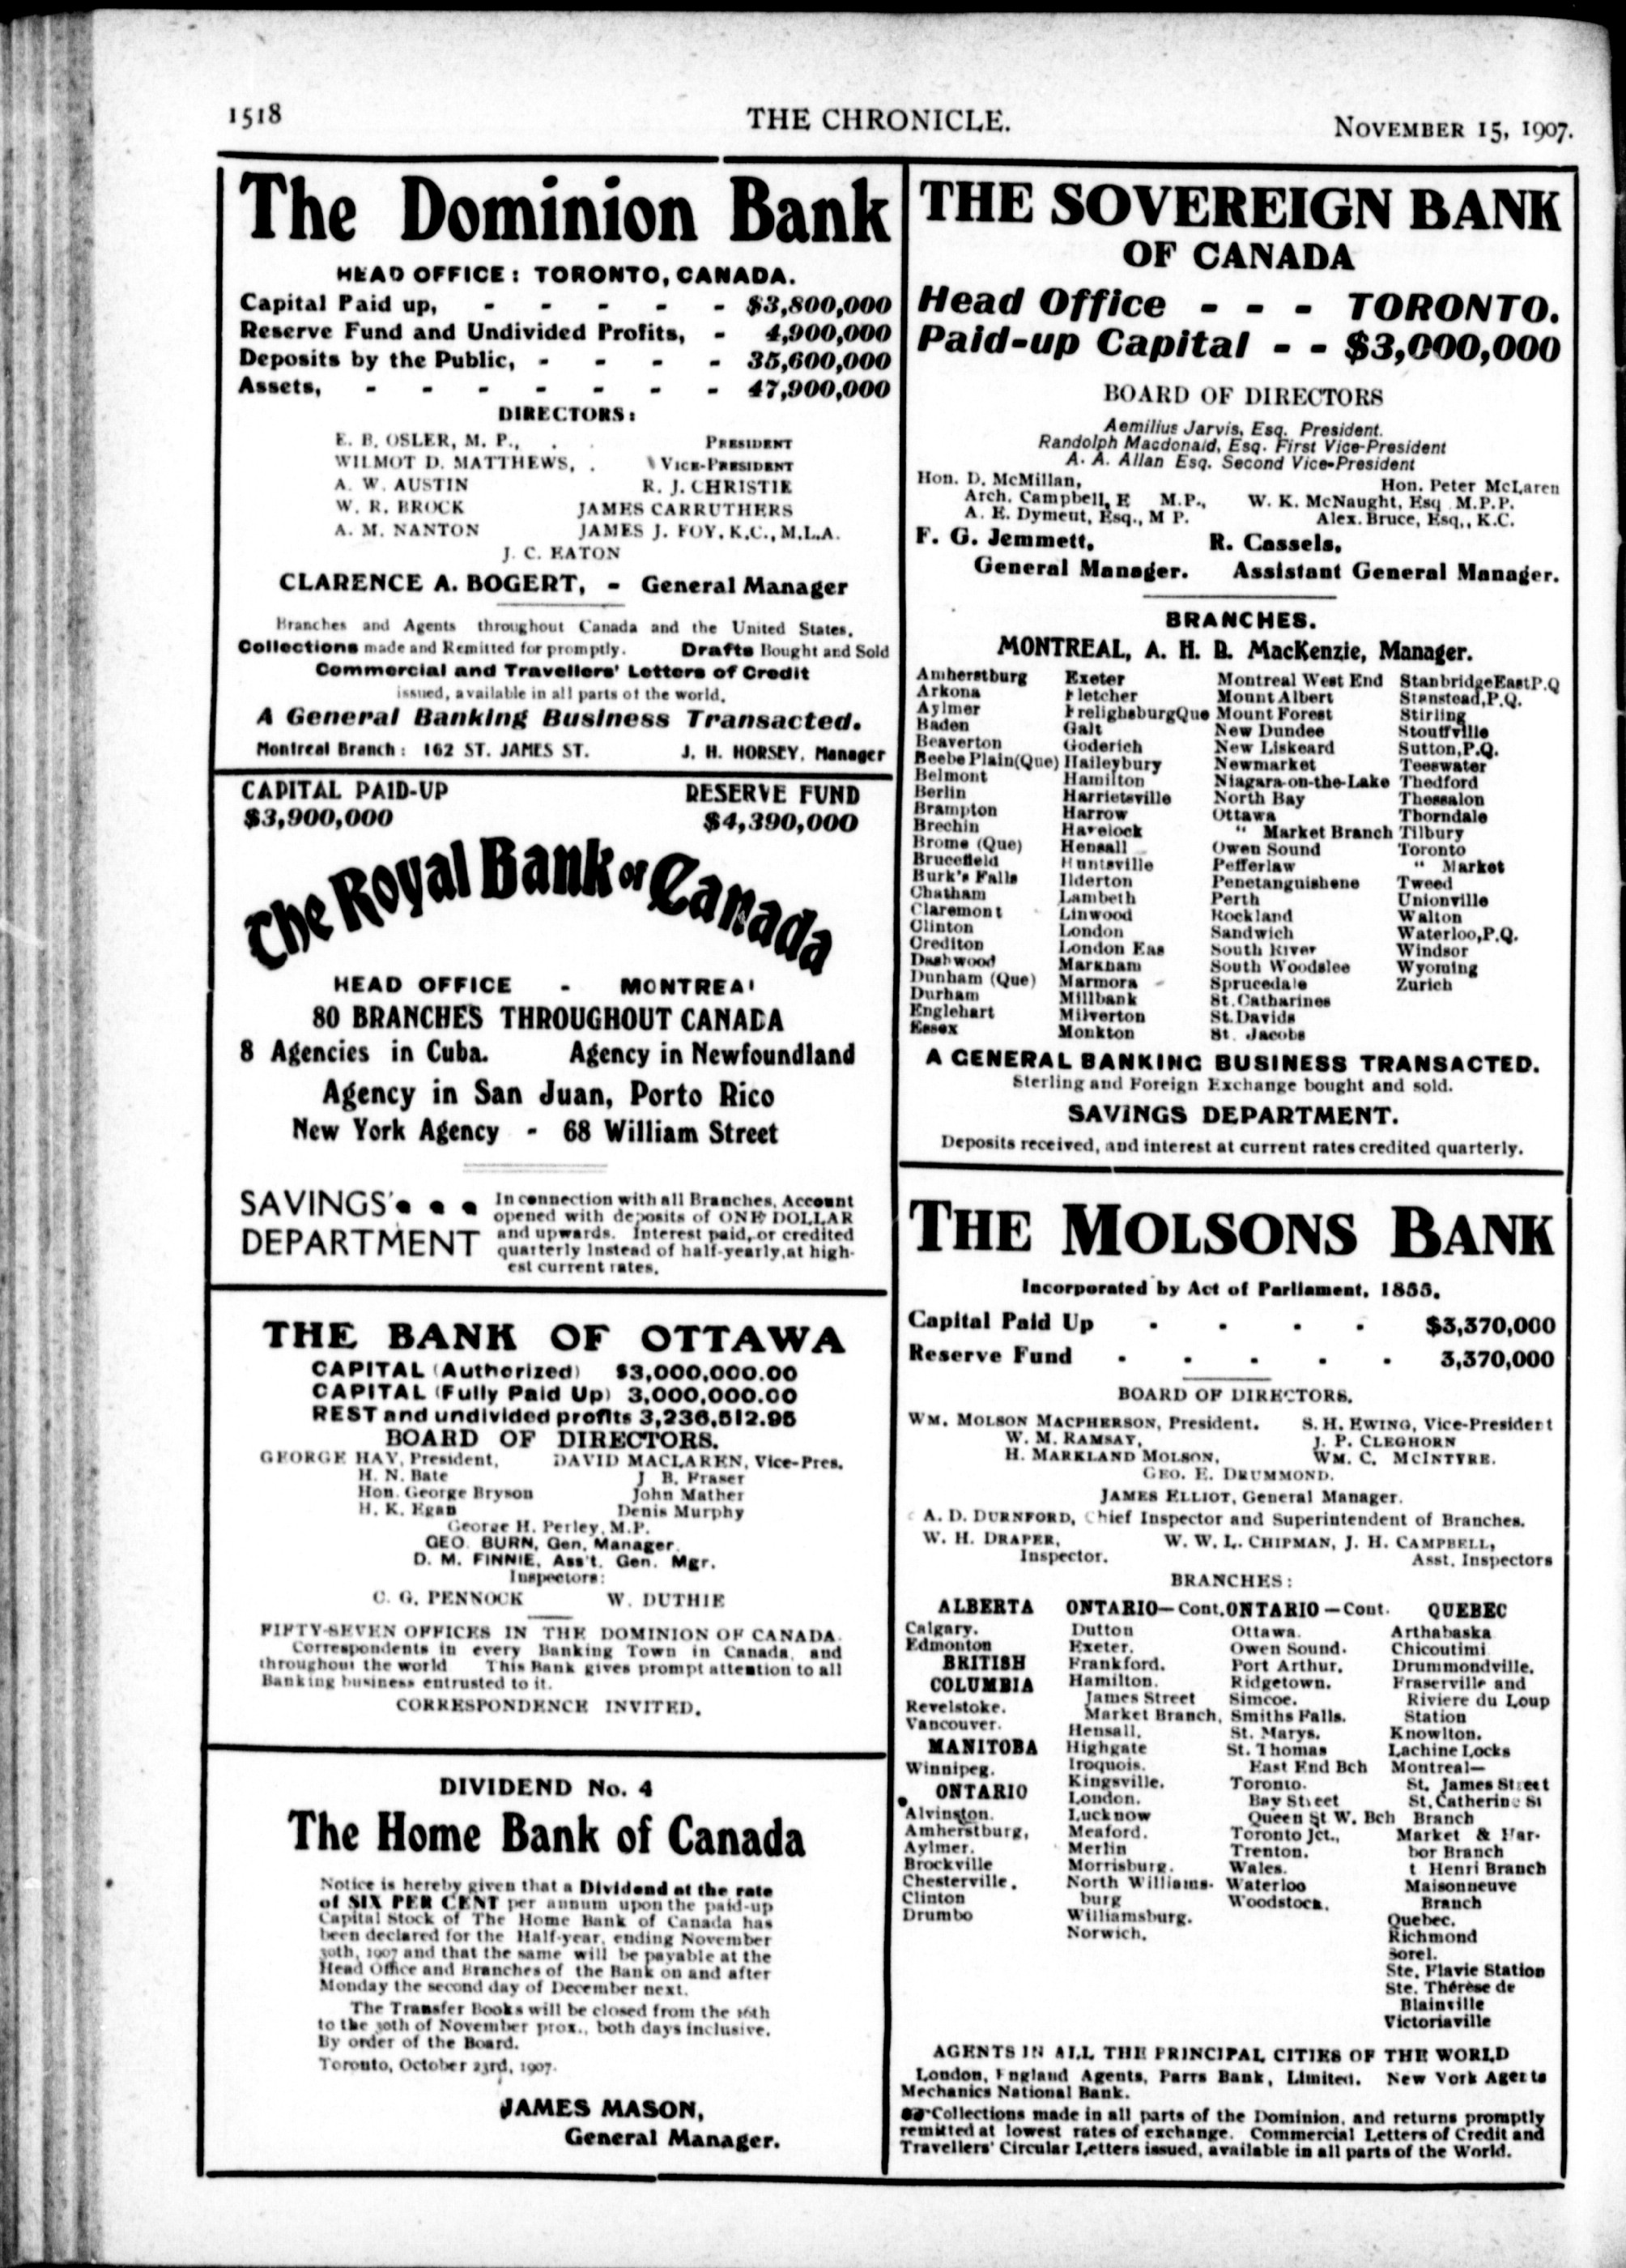 1518
THE CHRONICLE.
NOVEMBER 15, 1907.
The Dominion Bank
HEAD OFFICE: TORONTO, CANADA.
Capital Paid up, - - - - - $3,800,000
Reserve Fund and Undivided Profits, - 4,900,000
Deposits by the Public, - - - - 35,600,000
Assets, - - - - - - - 47,900,000
DIRECTORS:
E. B. OSLER, M. P., . . PRESIDENT
WILMOT D. MATTHEWS, . VICE-PRESIDENT
A. W. AUSTIN R. J. CHRISTIE
W. R. BROCK JAMES CARRUTHERS
A. M. NANTON JAMES J. FOY, K.C., M.L.A.
J. C. EATON
CLARENCE A. BOGERT, - General Manager
Branches and Agents throughout Canada and the United States.
Collections made and Remitted for promptly. Drafts Bought and Sold
Commercial and Travellers' Letters of Credit
issued, available in all parts of the world.
A General Banking Business Transacted.
Montreal Branch: 162 ST. JAMES ST. J. H. HORSEY, Manager
CAPITAL PAID-UP RESERVE FUND
$3,900,000 $4,390,000
The Royal Bank of Canada
HEAD OFFICE - MONTREAL
80 BRANCHES THROUGHOUT CANADA
8 Agencies in Cuba. Agency in Newfoundland
Agency in San Juan, Porto Rico
New York Agency - 68 William Street
SAVINGS
DEPARTMENT
In connection with all Branches, Account
opened with deposits of ONE DOLLAR
and upwards. Interest paid, or credited
quarterly instead of half-yearly, at high-
est current rates.
THE BANK OF OTTAWA
CAPITAL (Authorized) $3,000,000.00
CAPITAL (Fully Paid Up) 3,000,000.00
REST and undivided profits 3,236,512.95
BOARD OF DIRECTORS.
GEORGE HAY, President, DAVID MACLAREN, Vice-Pres.
H. N. Bate J. B. Fraser
Hon. George Bryson John Mather
H. K. Egan Denis Murphy
George H. Perley, M.P.
GEO. BURN, Gen. Manager.
D. M. FINNIE, Ass't. Gen. Mgr.
Inspectors:
C. G. PENNOCK W. DUTHIE
FIFTY-SEVEN OFFICES IN THE DOMINION OF CANADA.
Correspondents in every Banking Town in Canada, and
throughout the world This Bank gives prompt attention to all
Banking business entrusted to it.
CORRESPONDENCE INVITED.
DIVIDEND No. 4
The Home Bank of Canada
Notice is hereby given that a Dividend at the rate
of SIX PER CENT per annum upon the paid-up
Capital Stock of The Home Bank of Canada has
been declared for the Half-year, ending November
30th, 1907 and that the same will be payable at the
Head Office and Branches of the Bank on and after
Monday the second day of December next.
The Transfer Books will be closed from the 16th
to the 30th of November prox., both days inclusive.
By order of the Board.
Toronto, October 23rd, 1907.
JAMES MASON,
General Manager.
THE SOVEREIGN BANK
OF CANADA
Head Office - - - TORONTO.
Paid-up Capital - - $3,000,000
BOARD OF DIRECTORS
Aemilius Jarvis, Esq. President.
Randolph Macdonald, Esq. First Vice-President
A. A. Allan Esq. Second Vice-President
Hon. D. McMillan, Hon. Peter McLaren
Arch. Campbell, E M.P., W. K. McNaught, Esq M.P.P.
A. E. Dyment, Esq., M P. Alex. Bruce, Esq., K.C.
F. G. Jemmett, R. Cassels,
General Manager. Assistant General Manager.
BRANCHES.
MONTREAL, A. H. B. MacKenzie, Manager.
Amherstburg Exeter Montreal West End Stanbridge East P.Q
Arkona Fletcher Mount Albert Stanstead, P.Q.
Aylmer Frelighsburg Que Mount Forest Stirling
Baden Galt New Dundee Stouffville
Beaverton Goderich New Liskeard Sutton, P.Q.
Beebe Plain (Que) Haileybury Newmarket Teeswater
Belmont Hamilton Niagara-on-the-Lake Thedford
Berlin Harrietsville North Bay Thessalon
Brampton Harrow Ottawa Thorndale
Brechin Havelock " Market Branch Tilbury
Brome (Que) Hensall Owen Sound Toronto
Brucefield Huntsville Pefferlaw " Market
Burk's Falls Ilderton Penetanguishene Tweed
Chatham Lambeth Perth Unionville
Claremont Linwood Rockland Walton
Clinton London Sandwich Waterloo, P.Q.
Crediton London Eas South River Windsor
Dashwood Markham South Woodslee Wyoming
Dunham (Que) Marmora Sprucedale Zurich
Durham Millbank St. Catharines
Englehart Milverton St. Davids
Essex Monkton St. Jacobs
A GENERAL BANKING BUSINESS TRANSACTED.
Sterling and Foreign Exchange bought and sold.
SAVINGS DEPARTMENT.
Deposits received, and interest at current rates credited quarterly.
THE MOLSONS BANK
Incorporated by Act of Parliament, 1855.
Capital Paid Up . . . . $3,370,000
Reserve Fund . . . . . 3,370,000
BOARD OF DIRECTORS.
WM. MOLSON MACPHERSON, President. S. H. EWING, Vice-President
W. M. RAMSAY, J. P. CLEGHORN
H. MARKLAND MOLSON, WM. C. MCINTYRE.
GEO. E. DRUMMOND.
JAMES ELLIOT, General Manager.
A. D. DURNFORD, Chief Inspector and Superintendent of Branches.
W. H. DRAPER, W. W. L. CHIPMAN, J. H. CAMPBELL,
Inspector. Asst. Inspectors
BRANCHES:
ALBERTA
Calgary.
Edmonton
BRITISH
COLUMBIA
Revelstoke.
Vancouver.
MANITOBA
Winnipeg.
ONTARIO
Alvinston.
Amherstburg,
Aylmer.
Brockville
Chesterville.
Clinton
Drumbo
ONTARIO—Cont.
Dutton
Exeter.
Frankford.
Hamilton.
James Street
Market Branch,
Hensall.
Highgate
Iroquois.
Kingsville.
London.
Lucknow
Meaford.
Merlin
Morrisburg.
North Williams-
burg
Williamsburg.
Norwich.
ONTARIO—Cont.
Ottawa.
Owen Sound.
Port Arthur.
Ridgetown.
Simcoe.
Smiths Falls.
St. Marys.
St. Thomas
East End Bch
Toronto.
Bay Street
Queen St W. Bch
Toronto Jct.,
Trenton.
Wales.
Waterloo
Woodstock.
QUEBEC
Arthabaska
Chicoutimi
Drummondville.
Fraserville and
Riviere du Loup
Station
Knowlton.
Lachine Locks
Montreal—
St. James Street
St. Catherine St
Branch
Market & Har-
bor Branch
t Henri Branch
Maisonneuve
Branch
Quebec.
Richmond
Sorel.
Ste. Flavie Station
Ste. Thérèse de
Blainville
Victoriaville
AGENTS IN ALL THE PRINCIPAL CITIES OF THE WORLD
London, England Agents, Parrs Bank, Limited. New York Agents
Mechanics National Bank.
Collections made in all parts of the Dominion, and returns promptly
remitted at lowest rates of exchange. Commercial Letters of Credit and
Travellers' Circular Letters issued, available in all parts of the World.